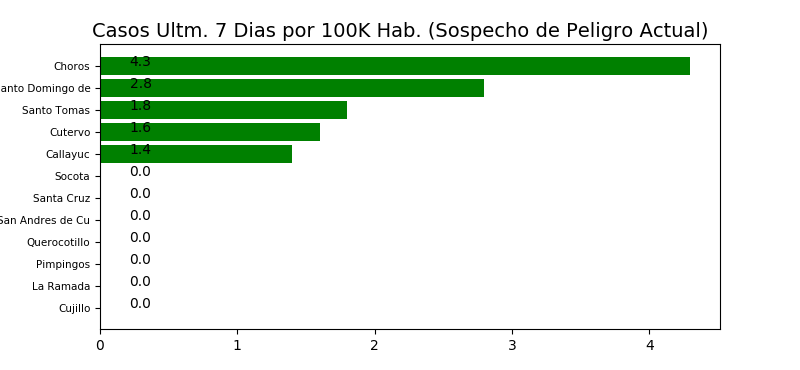 Casos Ultm. 7 Dias por 100K Hab. (Sospecho de Peligro Actual)
Choros 4.3
anto Domingo de 2.8
Santo Tomas 1.8
Cutervo 1.6
Callayuc 1.4
Socota 0.0
Santa Cruz 0.0
San Andres de Cu 0.0
Querocotillo 0.0
Pimpingos 0.0
La Ramada 0.0
Cujillo 0.0
0 1 2 3 4